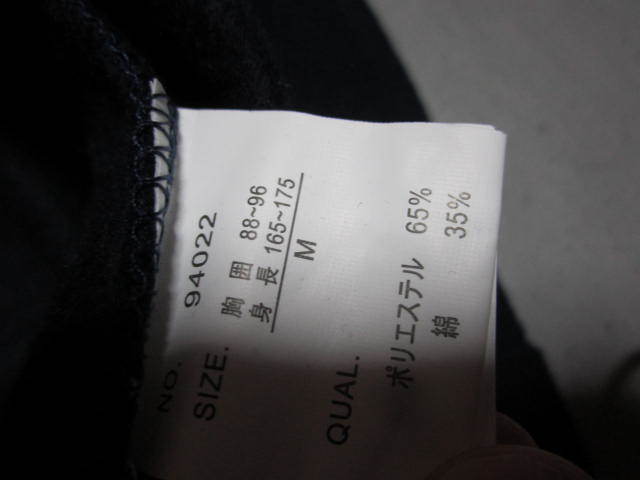 NO. 94022
SIZE. 胸囲 88~96
身長 165~175
M
QUAL.
ポリエステル 65%
綿 35%